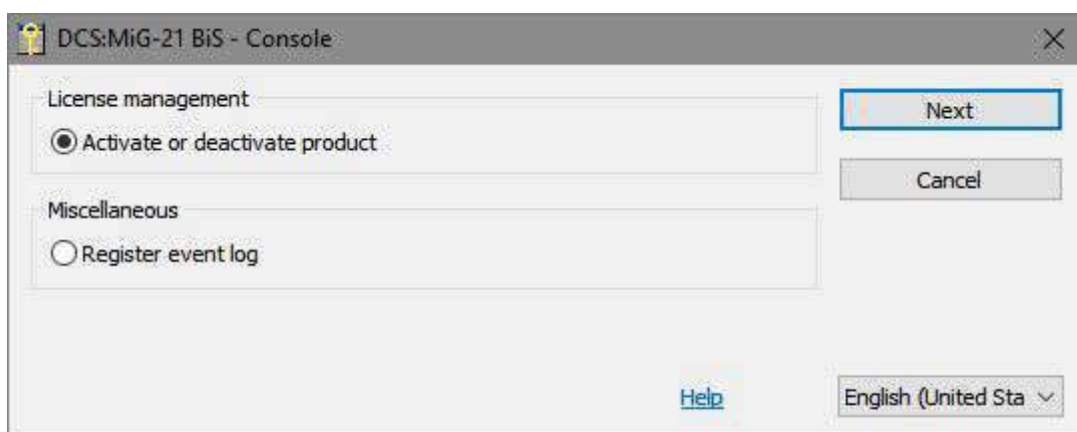 DCS:MiG-21 BiS - Console
License management
Activate or deactivate product
Next
Cancel
Miscellaneous
Register event log
Help
English (United Sta